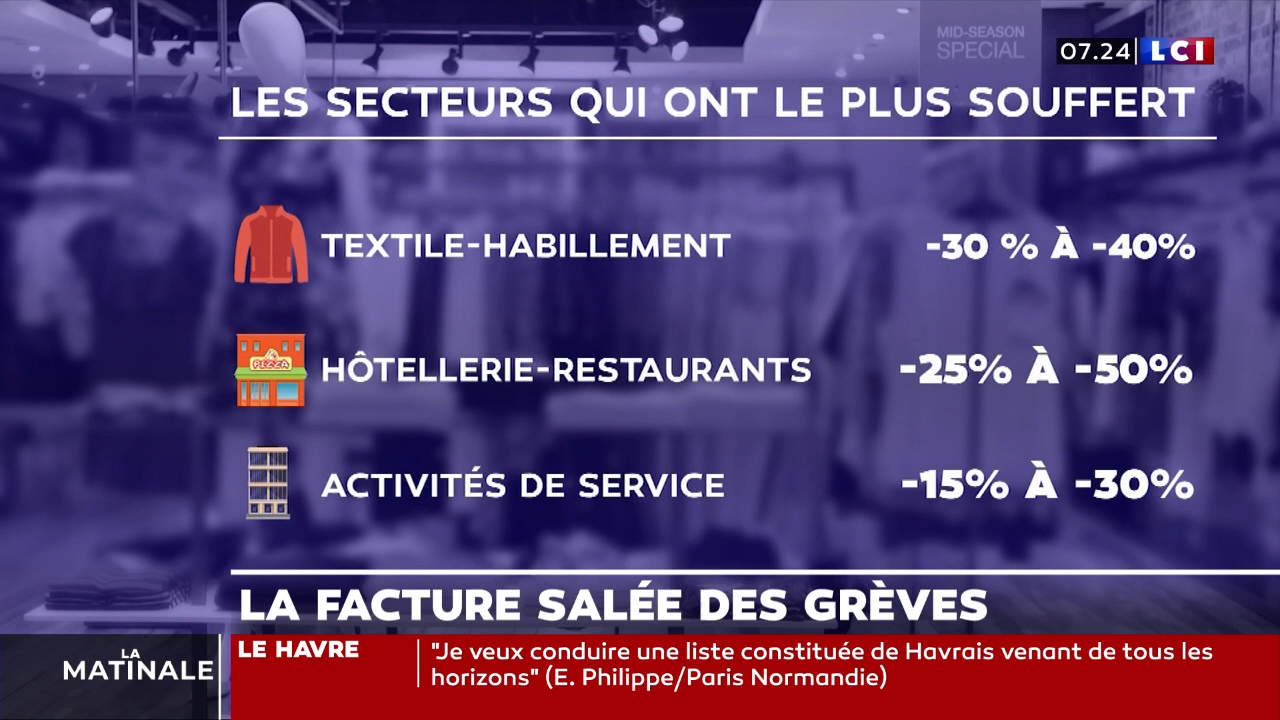 MID-SEASON
SPECIAL
07.24 LCI
LES SECTEURS QUI ONT LE PLUS SOUFFERT
TEXTILE-HABILLEMENT -30 % À -40%
PIZZA
HÔTELLERIE-RESTAURANTS -25% À -50%
ACTIVITÉS DE SERVICE -15% À -30%
LA FACTURE SALÉE DES GRÈVES
LA
MATINALE
LE HAVRE
"Je veux conduire une liste constituée de Havrais venant de tous les
horizons" (E. Philippe/Paris Normandie)